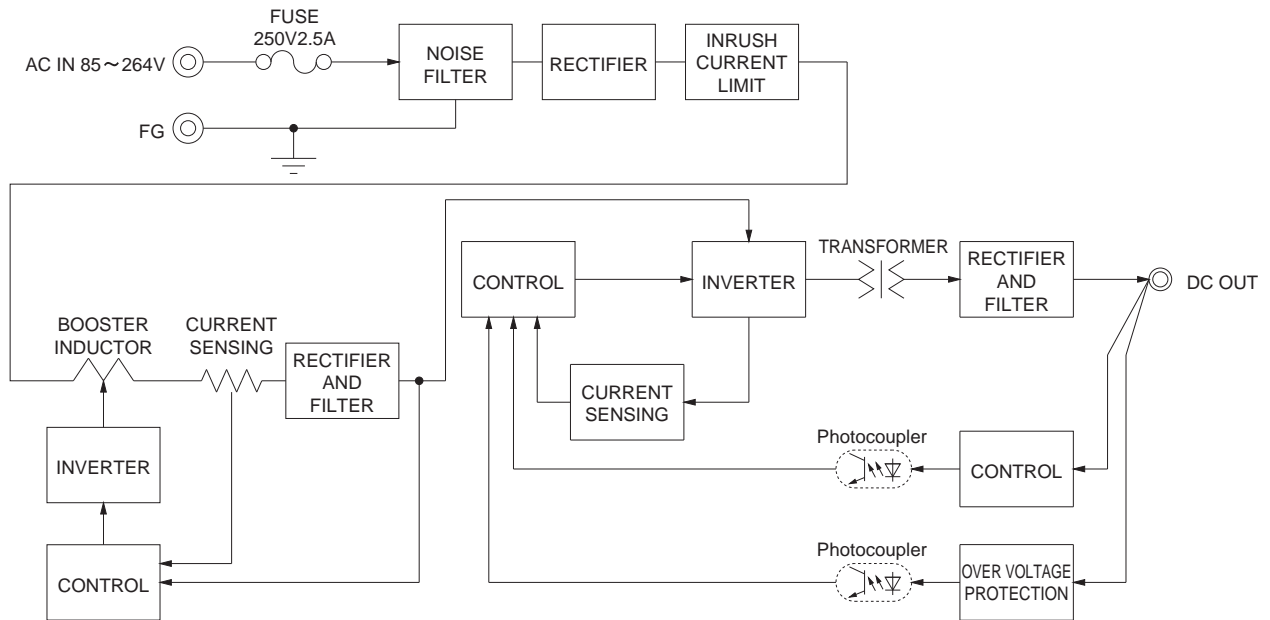 FUSE
250V2.5A
AC IN 85～264V
NOISE
FILTER
RECTIFIER
INRUSH
CURRENT
LIMIT
FG
TRANSFORMER
CONTROL
INVERTER
RECTIFIER
AND
FILTER
DC OUT
BOOSTER
INDUCTOR
CURRENT
SENSING
RECTIFIER
AND
FILTER
CURRENT
SENSING
INVERTER
Photocoupler
CONTROL
CONTROL
Photocoupler
OVER VOLTAGE
PROTECTION